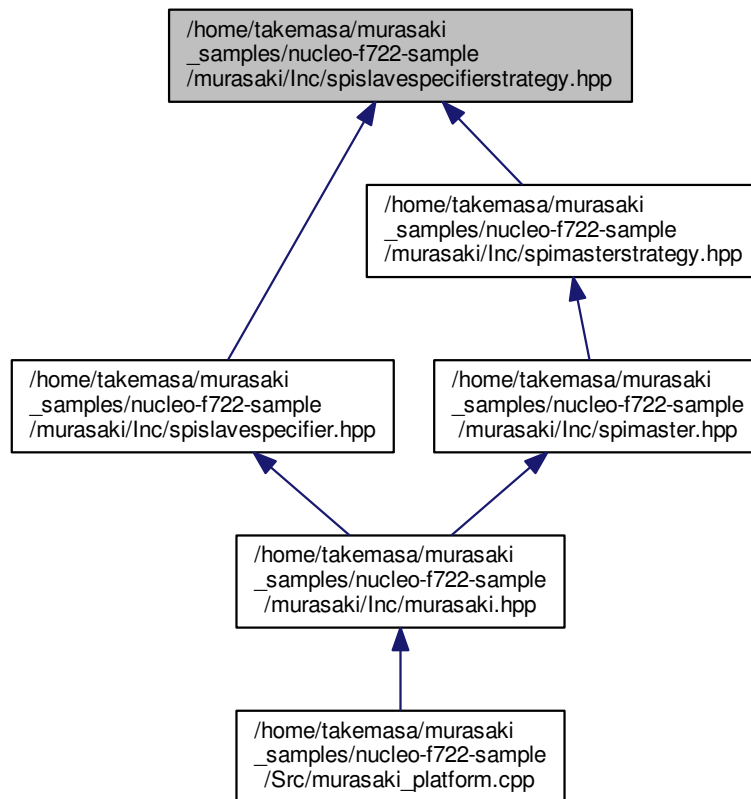 /home/takemasa/murasaki
_samples/nucleo-f722-sample
/murasaki/Inc/spislavespecifierstrategy.hpp
/home/takemasa/murasaki
_samples/nucleo-f722-sample
/murasaki/Inc/spimasterstrategy.hpp
/home/takemasa/murasaki
_samples/nucleo-f722-sample
/murasaki/Inc/spislavespecifier.hpp
/home/takemasa/murasaki
_samples/nucleo-f722-sample
/murasaki/Inc/spimaster.hpp
/home/takemasa/murasaki
_samples/nucleo-f722-sample
/murasaki/Inc/murasaki.hpp
/home/takemasa/murasaki
_samples/nucleo-f722-sample
/Src/murasaki_platform.cpp